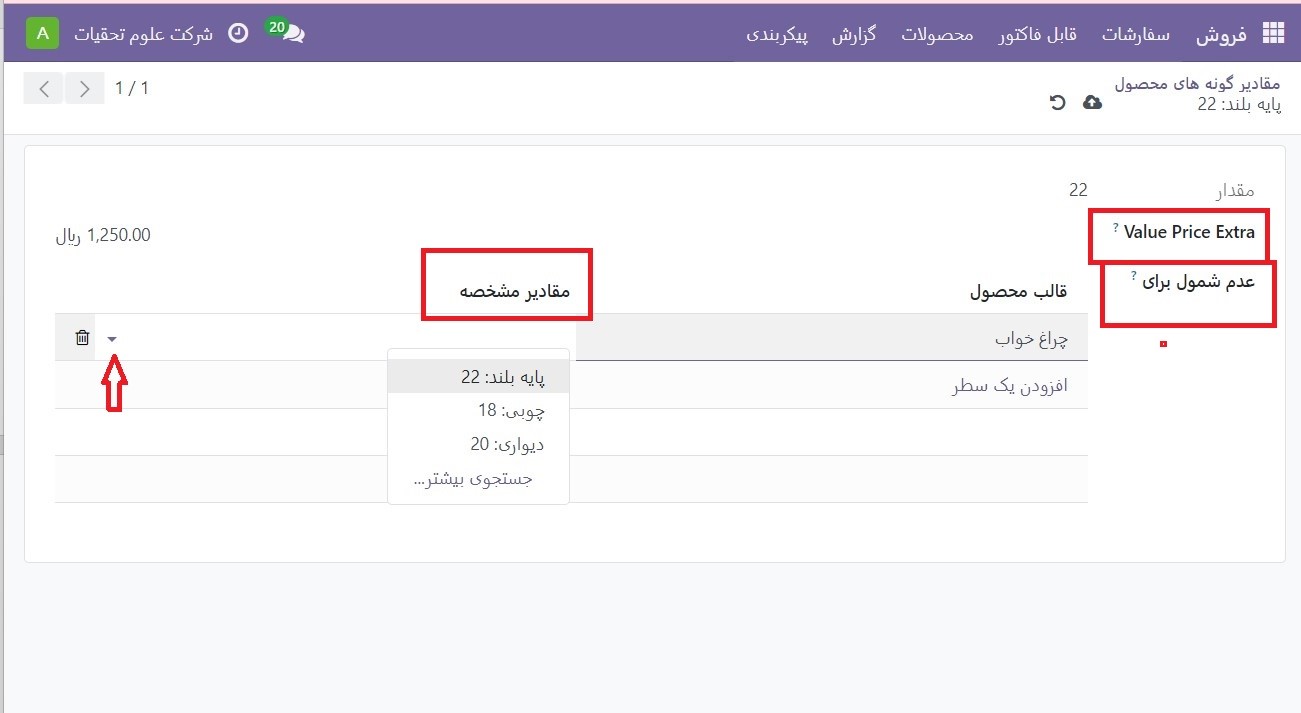 فروش سفارشات قابل فاکتور محصولات گزارش پیکربندی 20 شرکت علوم تحقیات A
مقادیر گونه های محصول
پایه بلند: 22
1 / 1
مقدار 22
Value Price Extra ? 1,250.00 ریال
عدم شمول برای ?
قالب محصول مقادیر مشخصه
چراغ خواب
افزودن یک سطر
پایه بلند: 22
چوبی: 18
دیواری: 20
جستجوی بیشتر...